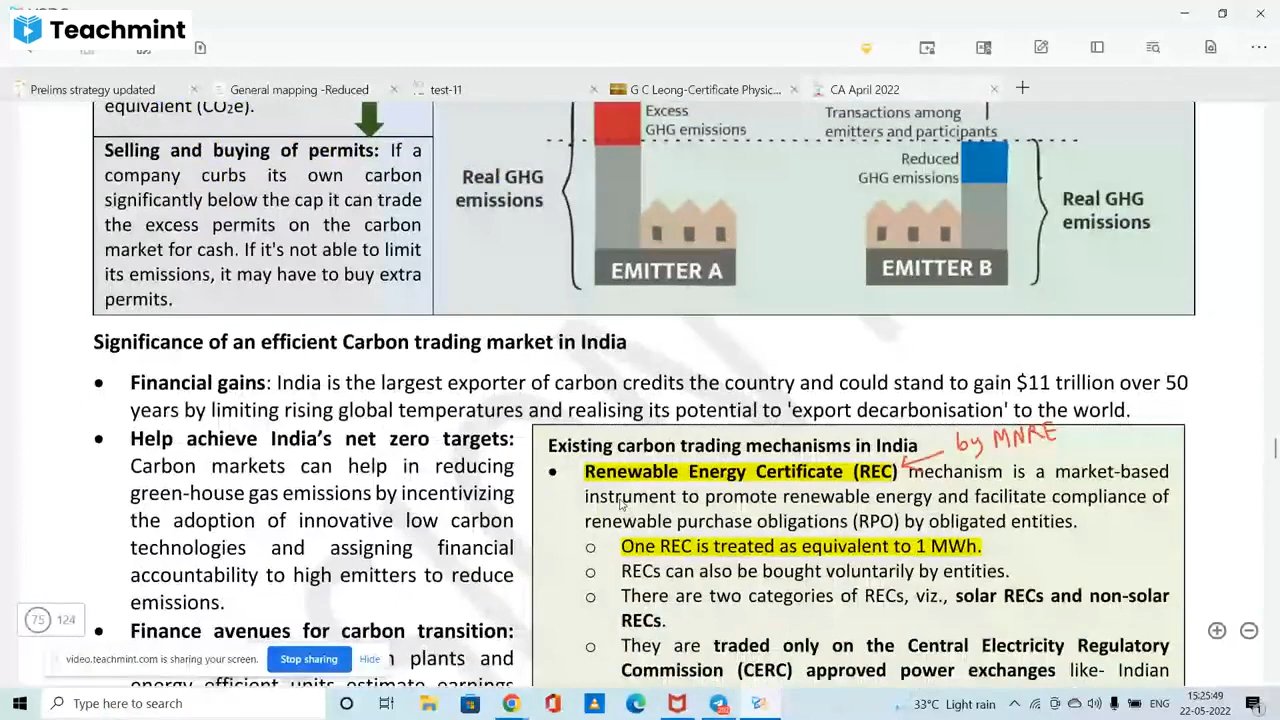 Teachmint
Prelims strategy updated
General mapping -Reduced
test-11
G C Leong-Certificate Physic...
CA April 2022
equivalent (CO₂e).
Selling and buying of permits: If a
company curbs its own carbon
significantly below the cap it can trade
the excess permits on the carbon
market for cash. If it's not able to limit
its emissions, it may have to buy extra
permits.
Excess
GHG emissions
Real GHG
emissions
EMITTER A
Transactions among
emitters and participants
Reduced
GHG emissions
Real GHG
emissions
EMITTER B
Significance of an efficient Carbon trading market in India
• Financial gains: India is the largest exporter of carbon credits the country and could stand to gain $11 trillion over 50
years by limiting rising global temperatures and realising its potential to 'export decarbonisation' to the world.
• Help achieve India's net zero targets:
Carbon markets can help in reducing
green-house gas emissions by incentivizing
the adoption of innovative low carbon
technologies and assigning financial
accountability to high emitters to reduce
emissions.
• Finance avenues for carbon transition:
plants and
energy efficient units estimate earnings
Existing carbon trading mechanisms in India
by MNRE
• Renewable Energy Certificate (REC) mechanism is a market-based
instrument to promote renewable energy and facilitate compliance of
renewable purchase obligations (RPO) by obligated entities.
o One REC is treated as equivalent to 1 MWh.
o RECs can also be bought voluntarily by entities.
o There are two categories of RECs, viz., solar RECs and non-solar
RECs.
o They are traded only on the Central Electricity Regulatory
Commission (CERC) approved power exchanges like- Indian
75 124
video.teachmint.com is sharing your screen.
Stop sharing
Hide
Type here to search
33°C Light rain
ENG
15:25:49
22-05-2022